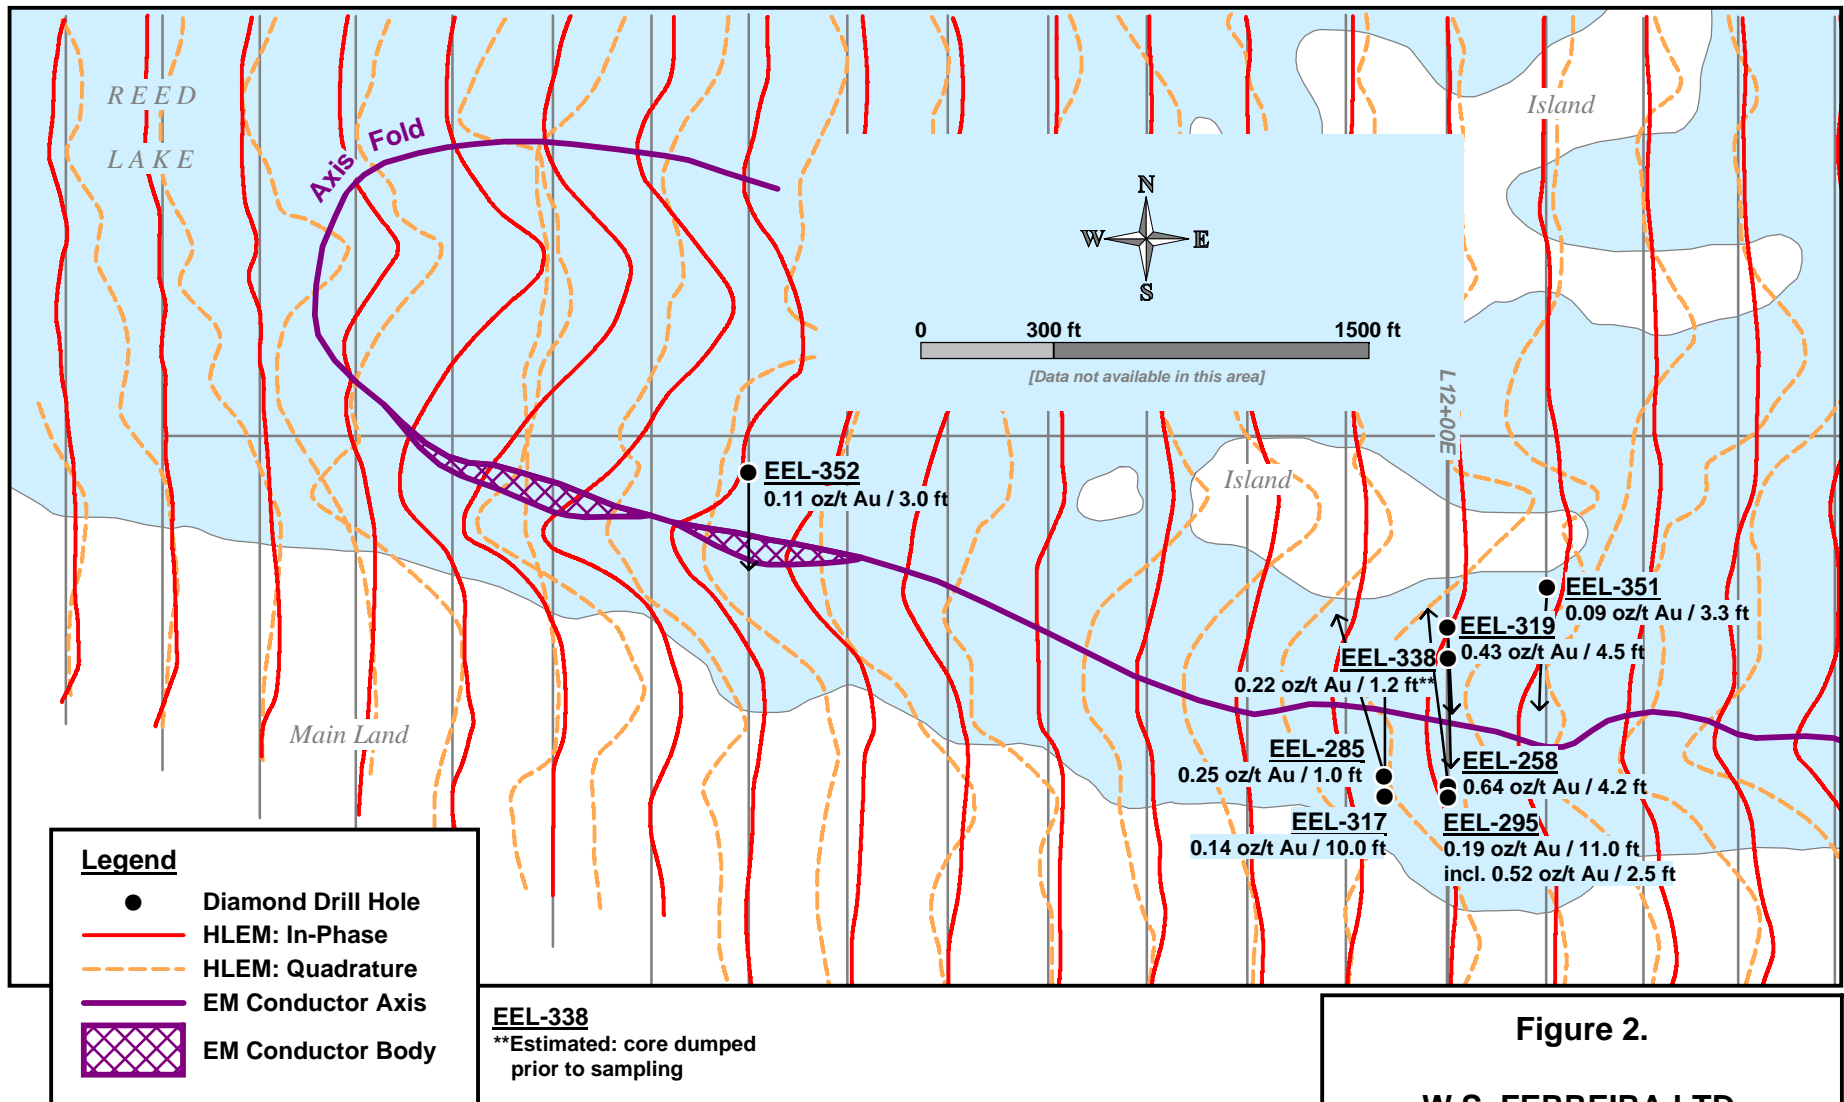 REED
LAKE
Axis Fold
Island
N
W E
S
0 300 ft 1500 ft
[Data not available in this area]
L12+00E
EEL-352
0.11 oz/t Au / 3.0 ft
Island
EEL-351
0.09 oz/t Au / 3.3 ft
EEL-319
0.43 oz/t Au / 4.5 ft
EEL-338
0.22 oz/t Au / 1.2 ft**
Main Land
EEL-285
0.25 oz/t Au / 1.0 ft
EEL-258
0.64 oz/t Au / 4.2 ft
EEL-317
0.14 oz/t Au / 10.0 ft
EEL-295
0.19 oz/t Au / 11.0 ft
incl. 0.52 oz/t Au / 2.5 ft
Legend
Diamond Drill Hole
HLEM: In-Phase
HLEM: Quadrature
EM Conductor Axis
EM Conductor Body
EEL-338
**Estimated: core dumped
prior to sampling
Figure 2.
W.S. FERREIRA LTD